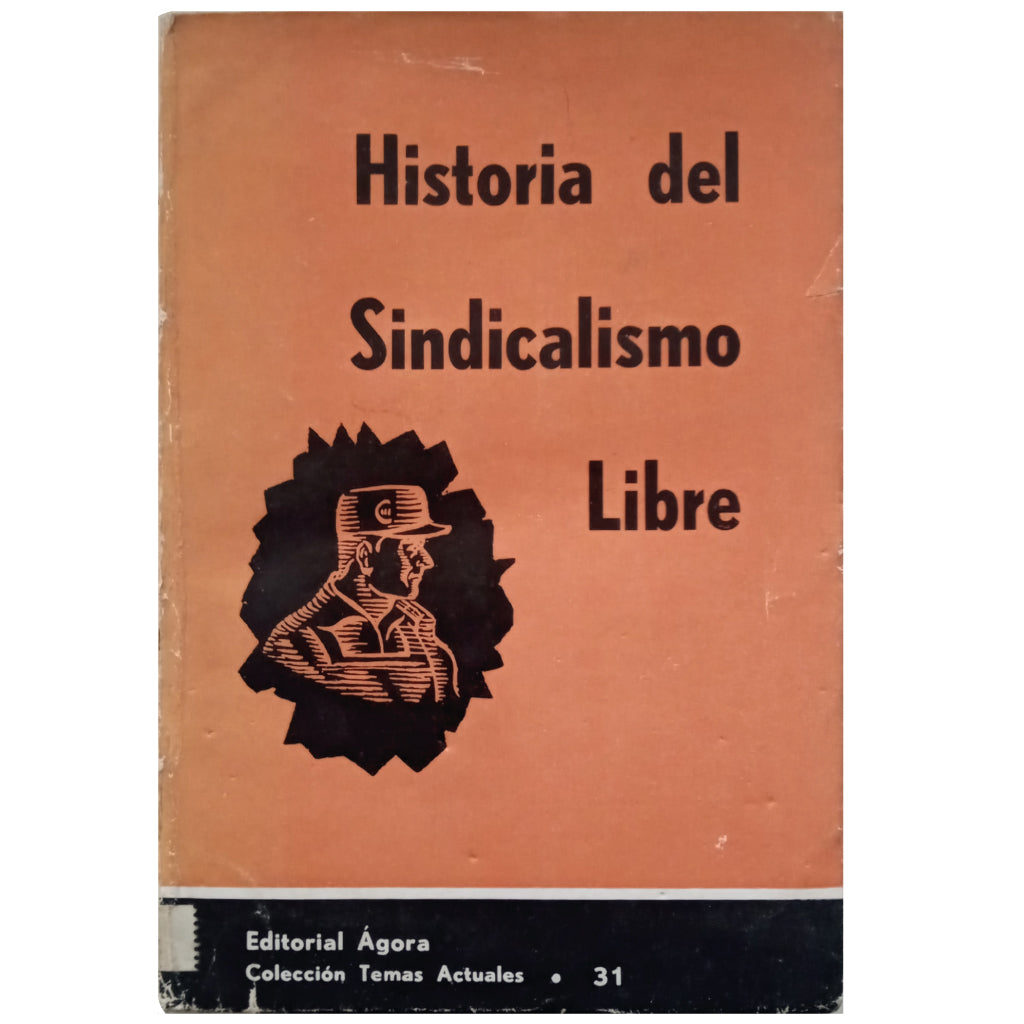 Historia del
Sindicalismo
Libre
Editorial Ágora
Colección Temas Actuales • 31